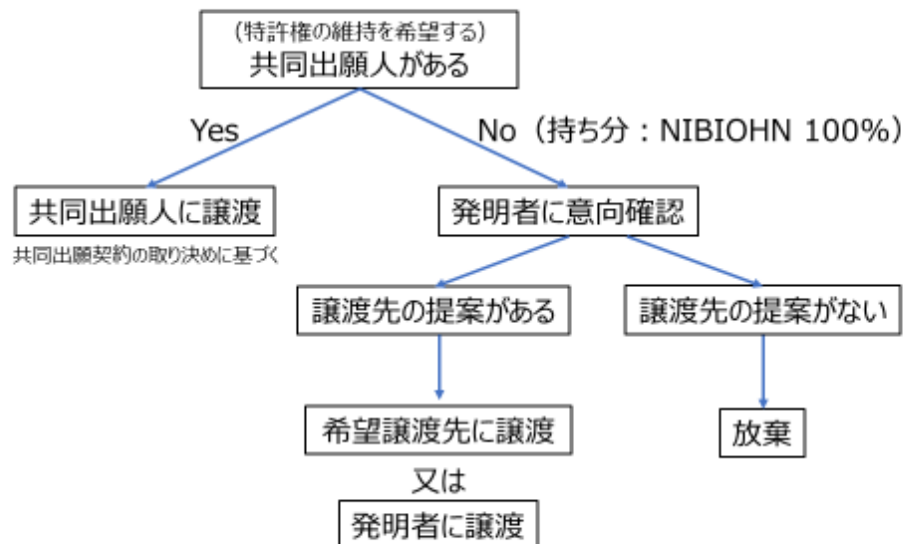 （特許権の維持を希望する）
共同出願人がある
Yes
No（持ち分：NIBIOHN 100%）
共同出願人に譲渡
共同出願契約の取り決めに基づく
発明者に意向確認
譲渡先の提案がある
譲渡先の提案がない
希望譲渡先に譲渡
又は
発明者に譲渡
放棄